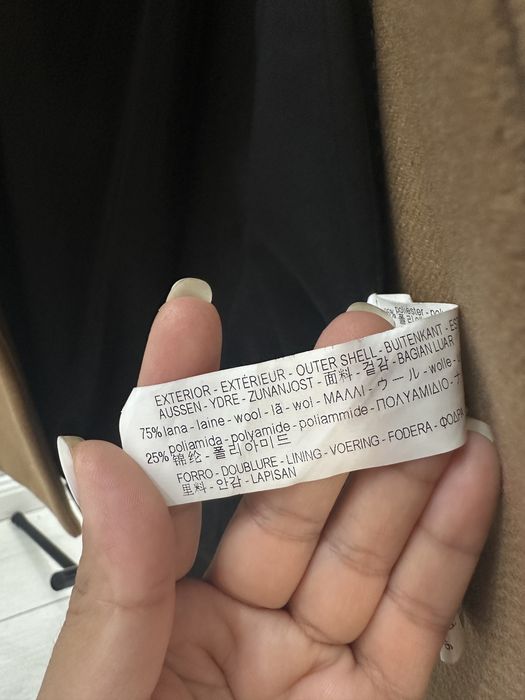 EXTERIOR - EXTÉRIEUR - OUTER SHELL - BUITENKANT -
AUSSEN - YDRE - ZUNANJOST - 面料 - 겉감 - BAGIAN LUAR
75% lana - laine - wool - lã - wol - ΜΑΛΛΙ - ウール - wolle -
25% poliamida - polyamide - poliammide - ΠΟΛΥΑΜΙΔΙΟ -
锦纶 - 폴리아미드
FORRO - DOUBLURE - LINING - VOERING - FODERA -
里料 - 안감 - LAPISAN
polyester -